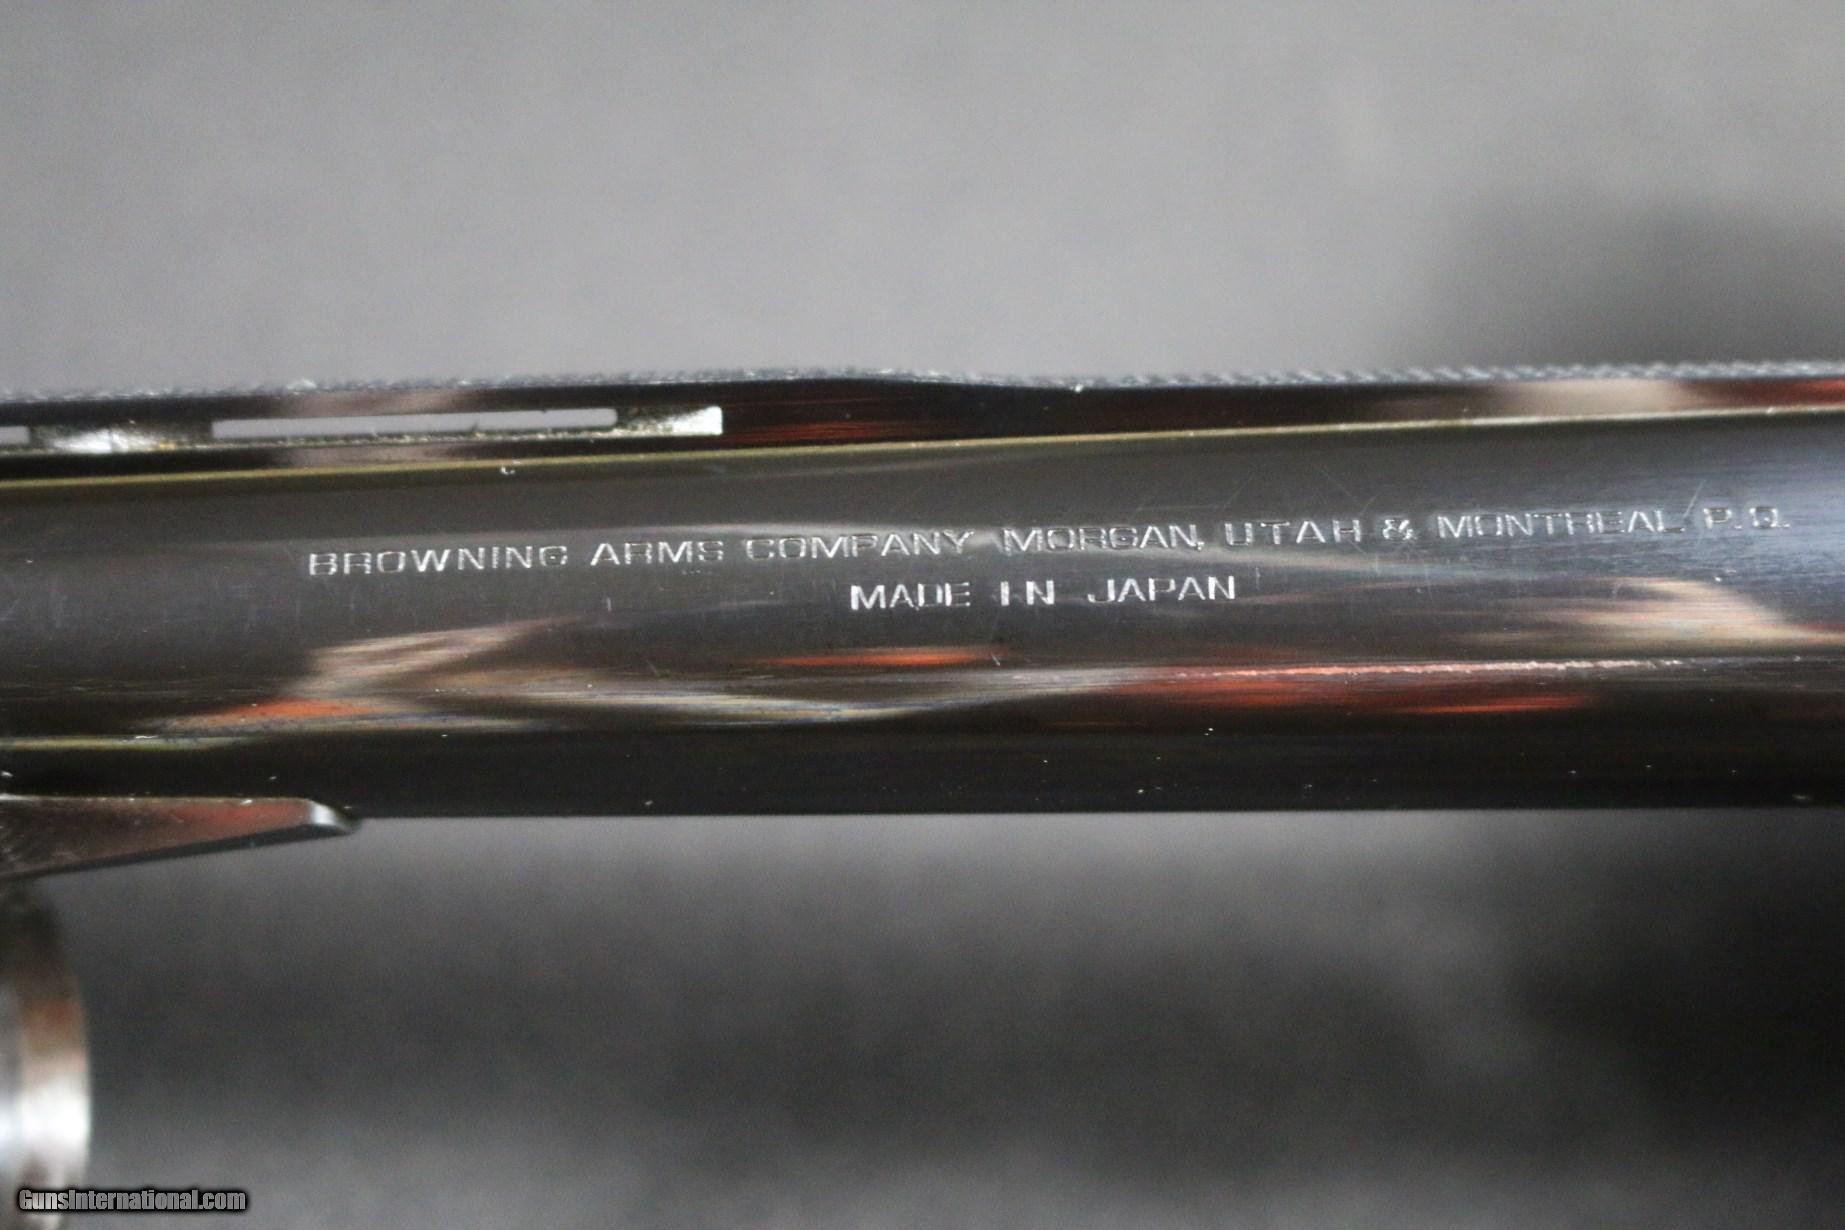 BROWNING ARMS COMPANY MORGAN, UTAH & MONTREAL P.Q.
MADE IN JAPAN
GunsInternational.com